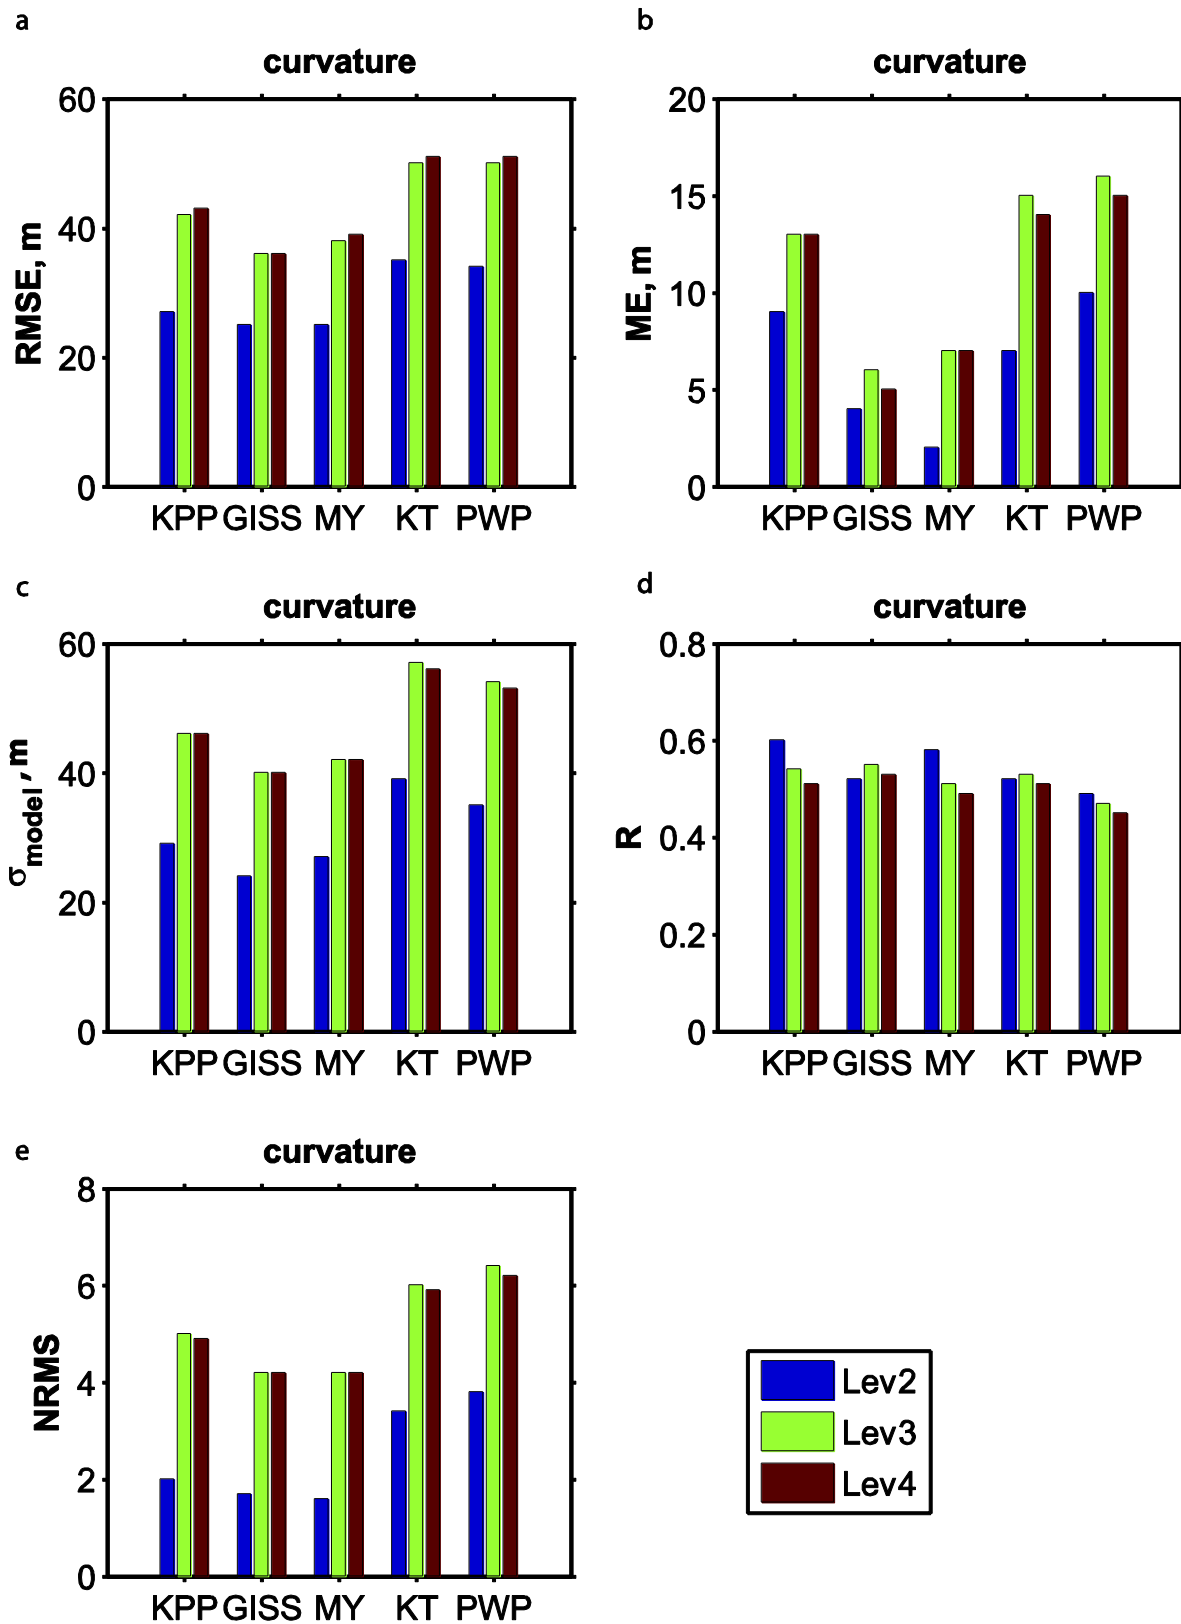 a
curvature
60
40
20
0
RMSE, m
KPP GISS MY KT PWP
b
curvature
20
15
10
5
0
ME, m
KPP GISS MY KT PWP
c
curvature
60
40
20
0
σmodel, m
KPP GISS MY KT PWP
d
curvature
0.8
0.6
0.4
0.2
0
R
KPP GISS MY KT PWP
e
curvature
8
6
4
2
0
NRMS
KPP GISS MY KT PWP
Lev2
Lev3
Lev4